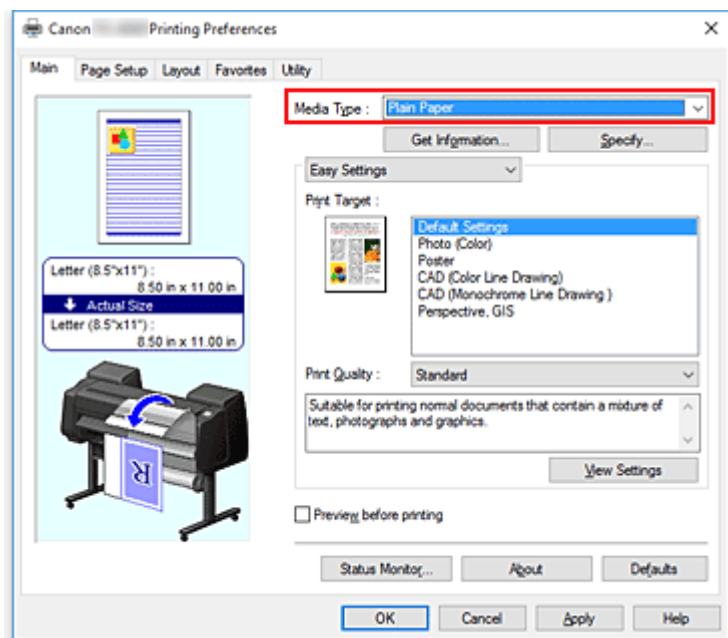 Canon Printing Preferences
Main Page Setup Layout Favorites Utility
Media Type : Plain Paper
Get Information... Specify...
Easy Settings
Print Target :
Default Settings
Photo (Color)
Poster
CAD (Color Line Drawing)
CAD (Monochrome Line Drawing )
Perspective, GIS
Letter (8.5"x11") :
8.50 in x 11.00 in
Actual Size
Letter (8.5"x11") :
8.50 in x 11.00 in
R
Print Quality : Standard
Suitable for printing normal documents that contain a mixture of
text, photographs and graphics.
View Settings
Preview before printing
Status Monitor... About Defaults
OK Cancel Apply Help